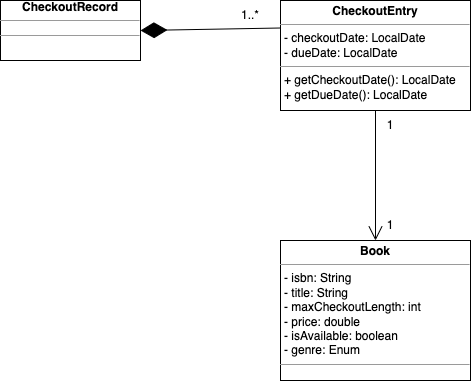 CheckoutRecord
1..*
CheckoutEntry
- checkoutDate: LocalDate
- dueDate: LocalDate
+ getCheckoutDate(): LocalDate
+ getDueDate(): LocalDate
1
1
Book
- isbn: String
- title: String
- maxCheckoutLength: int
- price: double
- isAvailable: boolean
- genre: Enum